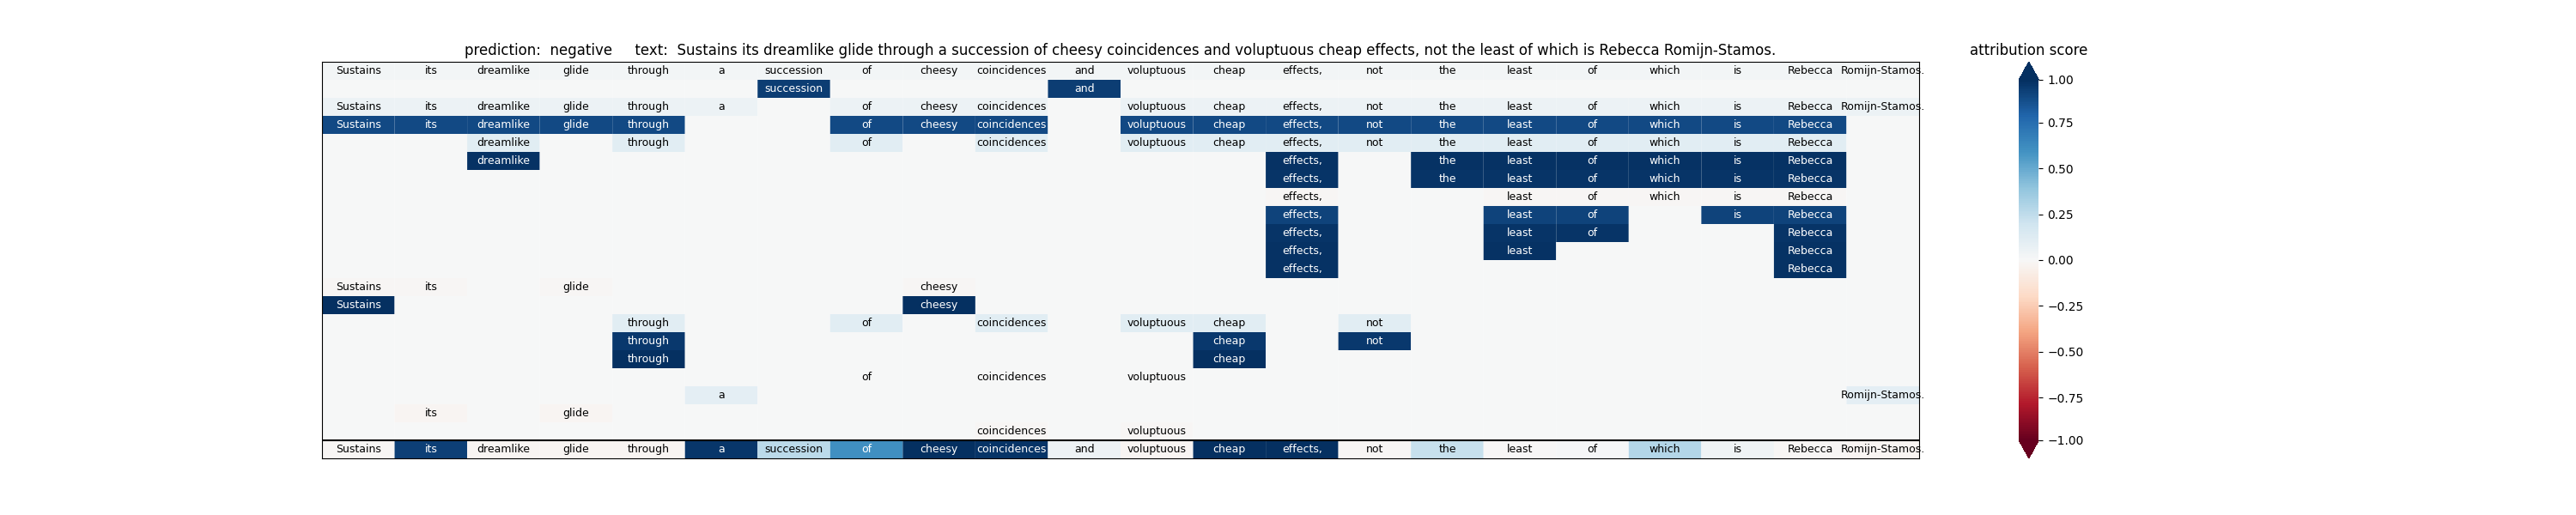 prediction: negative text: Sustains its dreamlike glide through a succession of cheesy coincidences and voluptuous cheap effects, not the least of which is Rebecca Romijn-Stamos.
attribution score
Sustains its dreamlike glide through a succession of cheesy coincidences and voluptuous cheap effects, not the least of which is Rebecca Romijn-Stamos.
succession and
Sustains its dreamlike glide through a of cheesy coincidences voluptuous cheap effects, not the least of which is Rebecca Romijn-Stamos.
Sustains its dreamlike glide through of cheesy coincidences voluptuous cheap effects, not the least of which is Rebecca
dreamlike through of coincidences voluptuous cheap effects, not the least of which is Rebecca
dreamlike effects, the least of which is Rebecca
effects, the least of which is Rebecca
effects, least of which is Rebecca
effects, least of is Rebecca
effects, least of Rebecca
effects, least Rebecca
effects, Rebecca
Sustains its glide cheesy
Sustains cheesy
through of coincidences voluptuous cheap not
through cheap not
through cheap
of coincidences voluptuous
a Romijn-Stamos.
its glide
coincidences voluptuous
Sustains its dreamlike glide through a succession of cheesy coincidences and voluptuous cheap effects, not the least of which is Rebecca Romijn-Stamos.
1.00
0.75
0.50
0.25
0.00
−0.25
−0.50
−0.75
−1.00